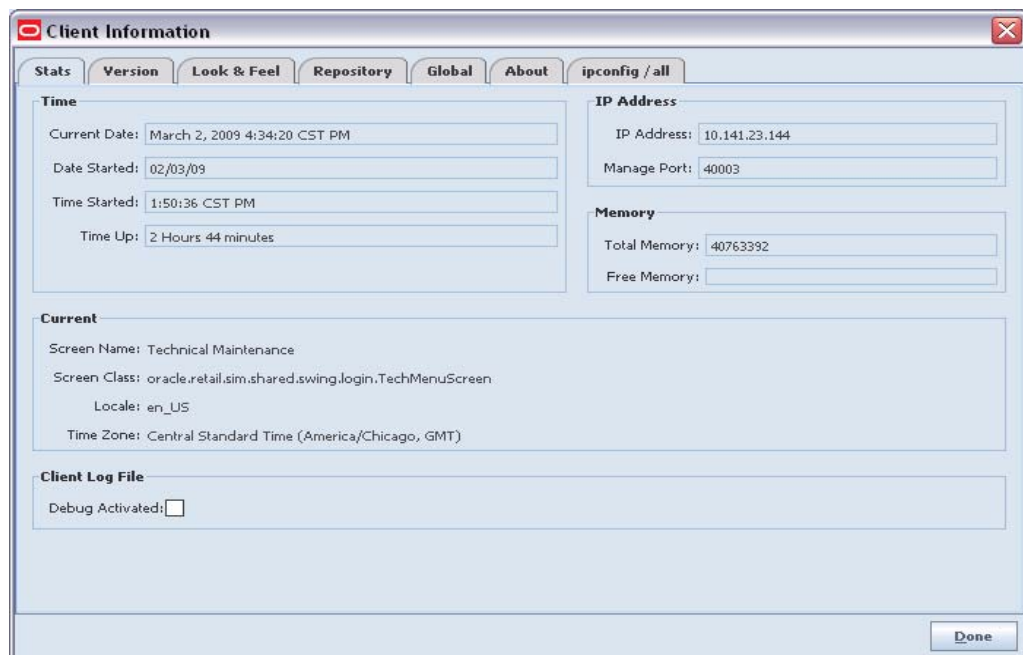 Client Information
Stats
Version
Look & Feel
Repository
Global
About
ipconfig /all
Time
Current Date: March 2, 2009 4:34:20 CST PM
Date Started: 02/03/09
Time Started: 1:50:36 CST PM
Time Up: 2 Hours 44 minutes
IP Address
IP Address: 10.141.23.144
Manage Port: 40003
Memory
Total Memory: 40763392
Free Memory:
Current
Screen Name: Technical Maintenance
Screen Class: oracle.retail.sim.shared.swing.login.TechMenuScreen
Locale: en_US
Time Zone: Central Standard Time (America/Chicago, GMT)
Client Log File
Debug Activated:
Done